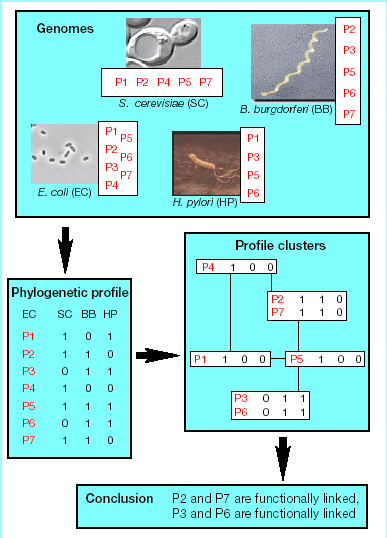 Genomes
P1 P2 P4 P5 P7
S. cerevisiae (SC)
P2
P3
P5
P6
P7
B. burgdorferi (BB)
P1
P5
P2
P6
P3
P7
P4
E. coli (EC)
P1
P3
P5
P6
H. pylori (HP)
Phylogenetic profile
EC SC BB HP
P1 1 0 1
P2 1 1 0
P3 0 1 1
P4 1 0 0
P5 1 1 1
P6 0 1 1
P7 1 1 0
Profile clusters
P4 1 0 0
P2 1 1 0
P7 1 1 0
P1 1 0 0
P5 1 0 0
P3 0 1 1
P6 0 1 1
Conclusion P2 and P7 are functionally linked,
P3 and P6 are functionally linked